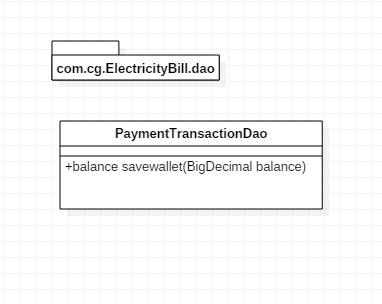 com.cg.ElectricityBill.dao
PaymentTransactionDao
+balance savewallet(BigDecimal balance)